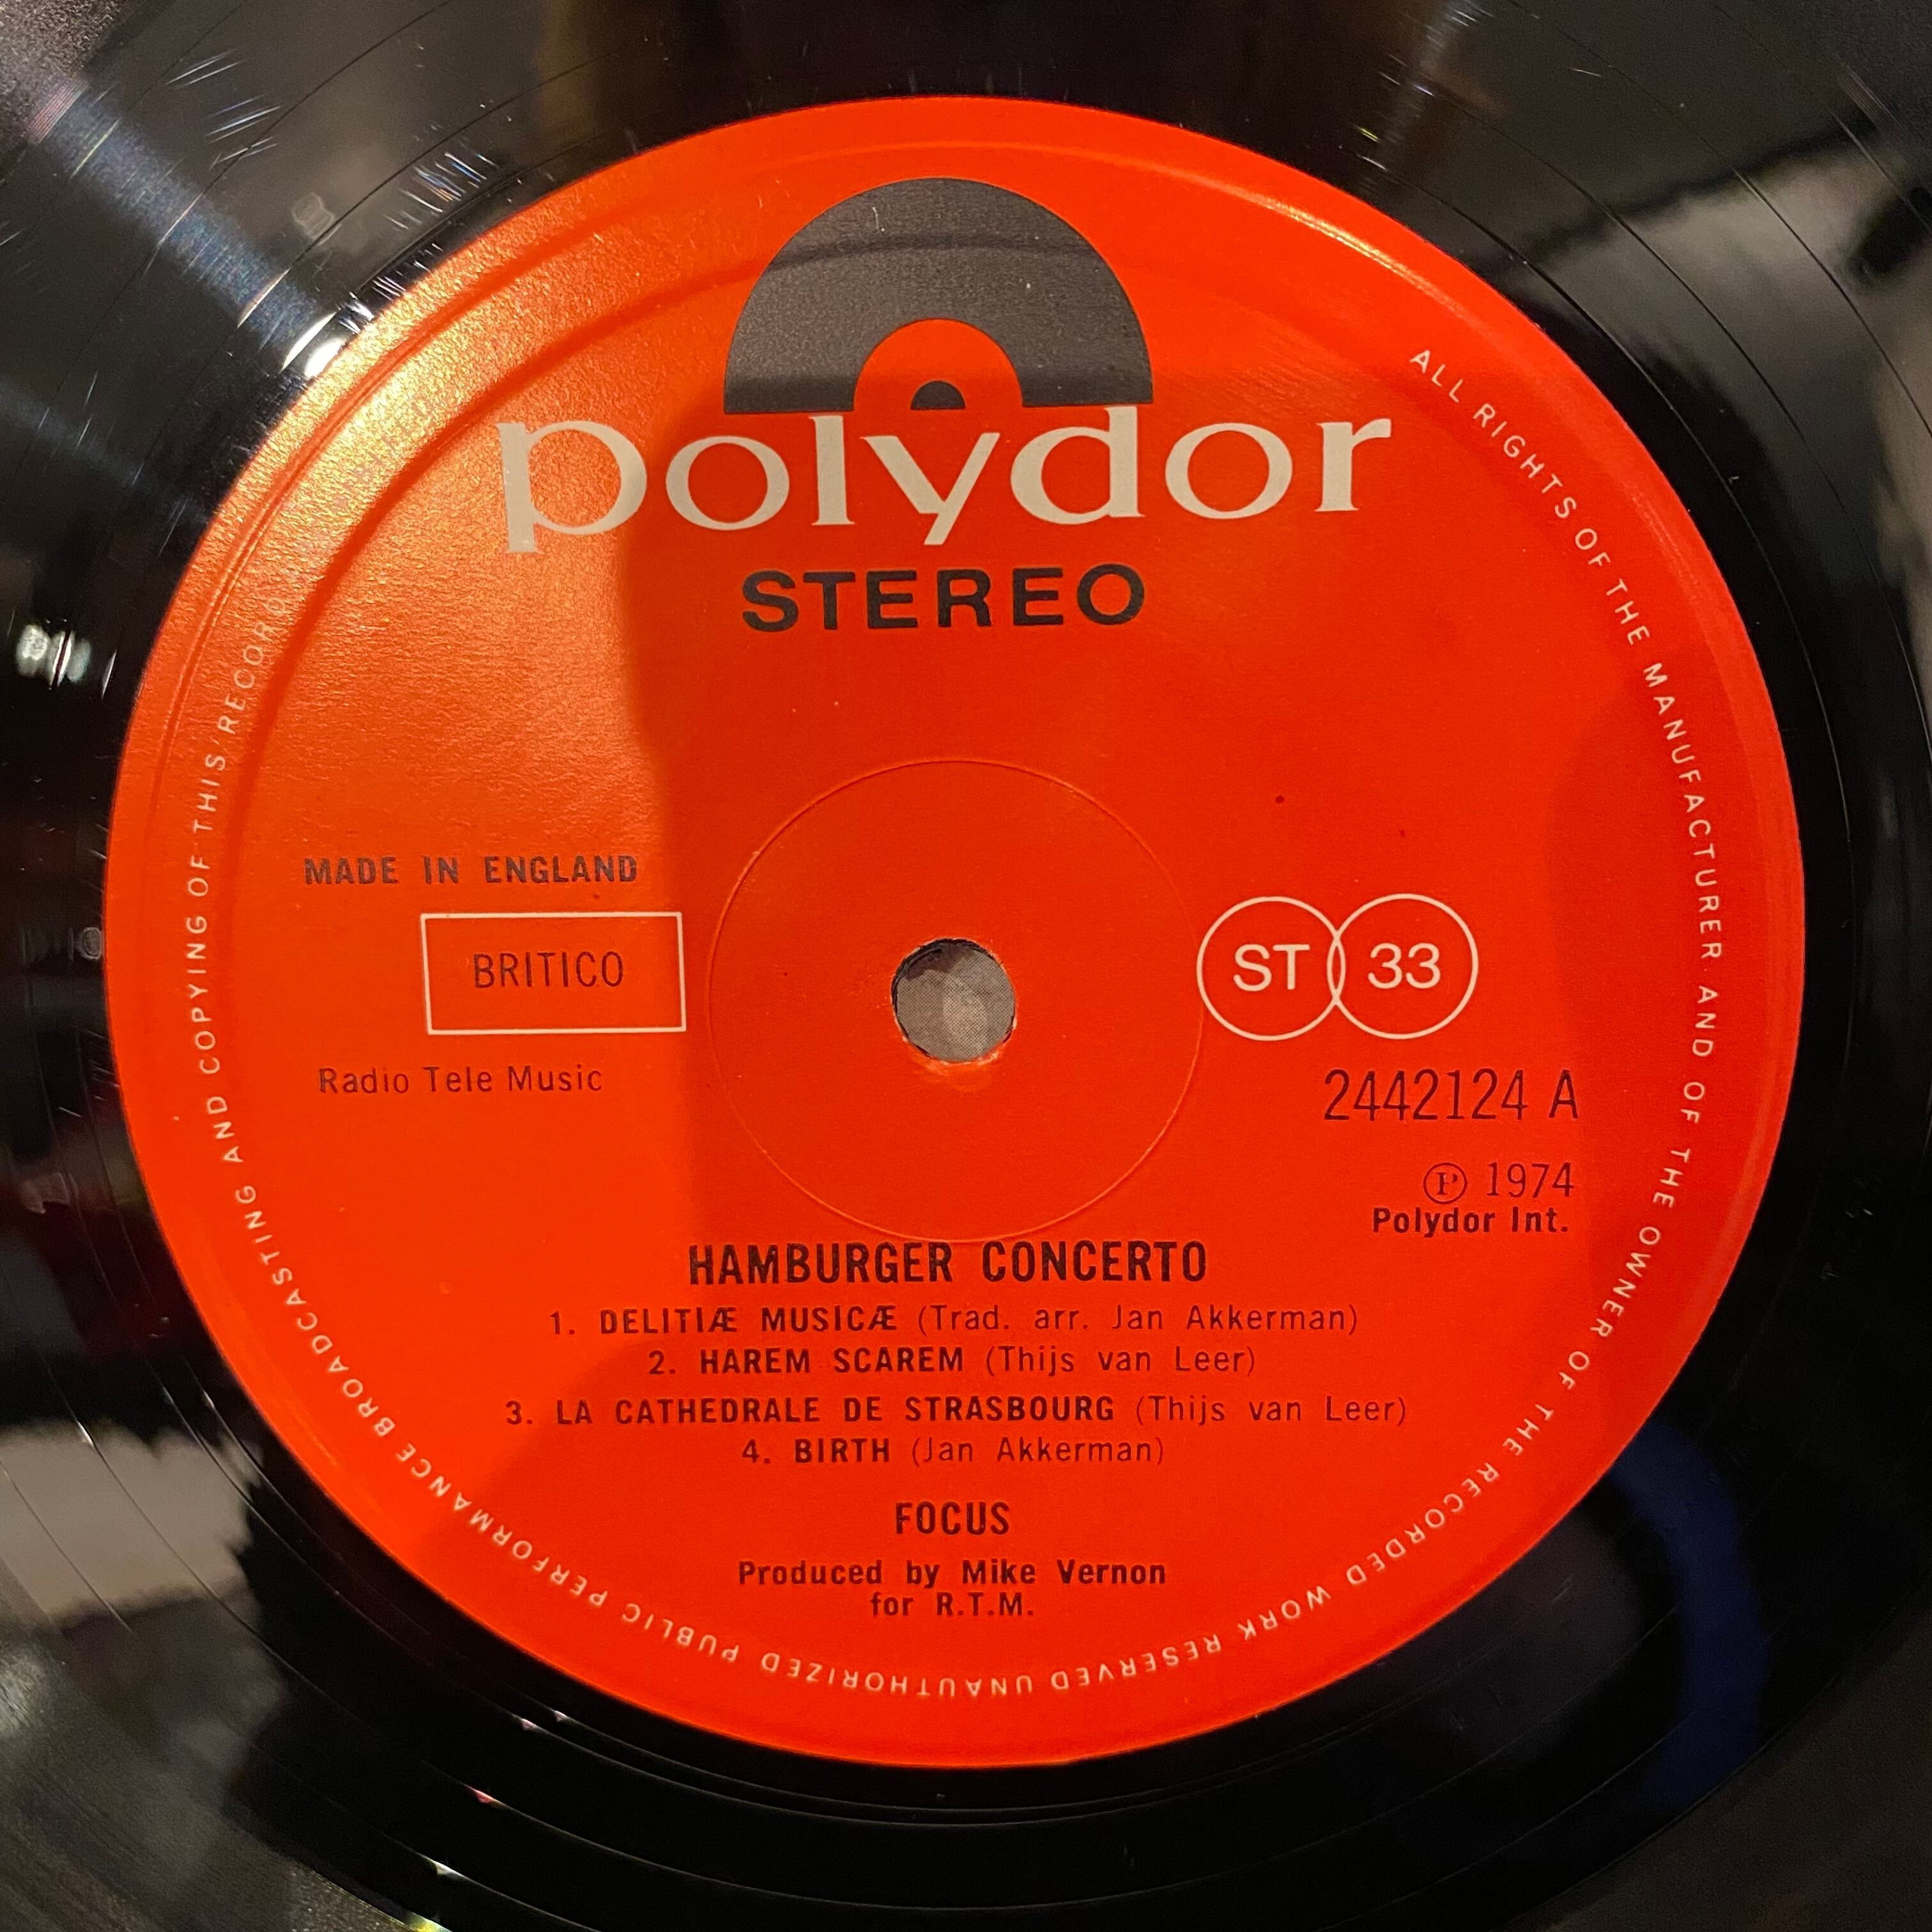 polydor
STEREO
MADE IN ENGLAND
BRITICO
Radio Tele Music
ST 33
2442124 A
Ⓟ 1974
Polydor Int.
HAMBURGER CONCERTO
1. DELITIÆ MUSICÆ (Trad. arr. Jan Akkerman)
2. HAREM SCAREM (Thijs van Leer)
3. LA CATHEDRALE DE STRASBOURG (Thijs van Leer)
4. BIRTH (Jan Akkerman)
FOCUS
Produced by Mike Vernon
for R.T.M.
ALL RIGHTS OF THE MANUFACTURER AND OF THE OWNER OF THE RECORDED WORK RESERVED UNAUTHORIZED PUBLIC PERFORMANCE BROADCASTING AND COPYING OF THIS RECORD